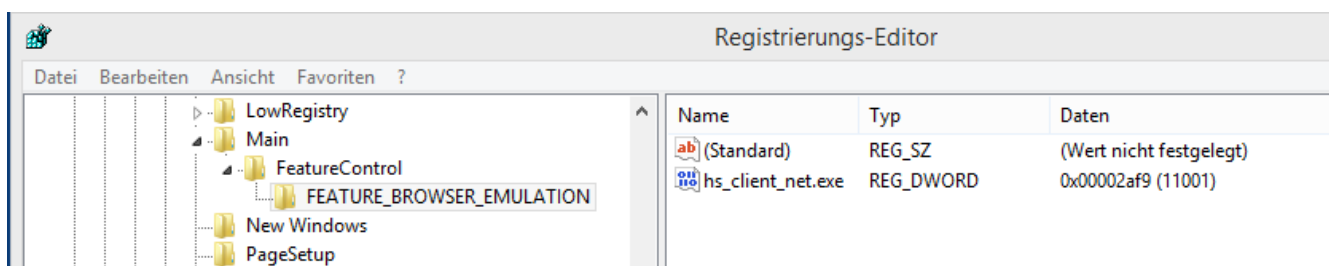 Registrierungs-Editor
Datei Bearbeiten Ansicht Favoriten ?
LowRegistry
Main
FeatureControl
FEATURE_BROWSER_EMULATION
New Windows
PageSetup
Name Typ Daten
ab (Standard) REG_SZ (Wert nicht festgelegt)
hs_client_net.exe REG_DWORD 0x00002af9 (11001)